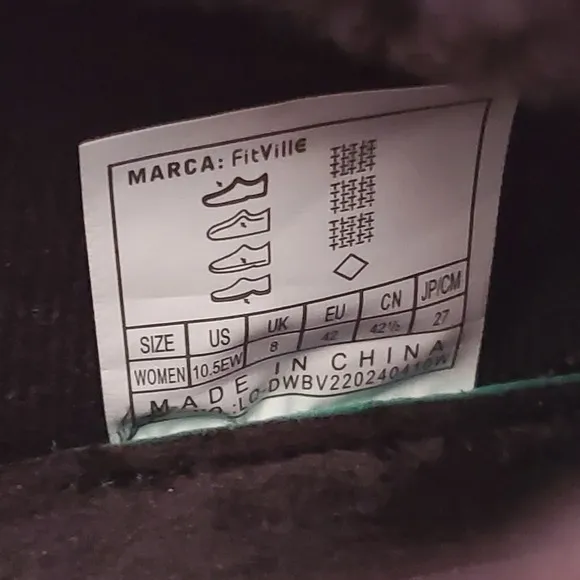 MARCA: FitVillE
SIZE US UK EU CN JP/CM
WOMEN 10.5EW 8 42 42½ 27
MADE IN CHINA